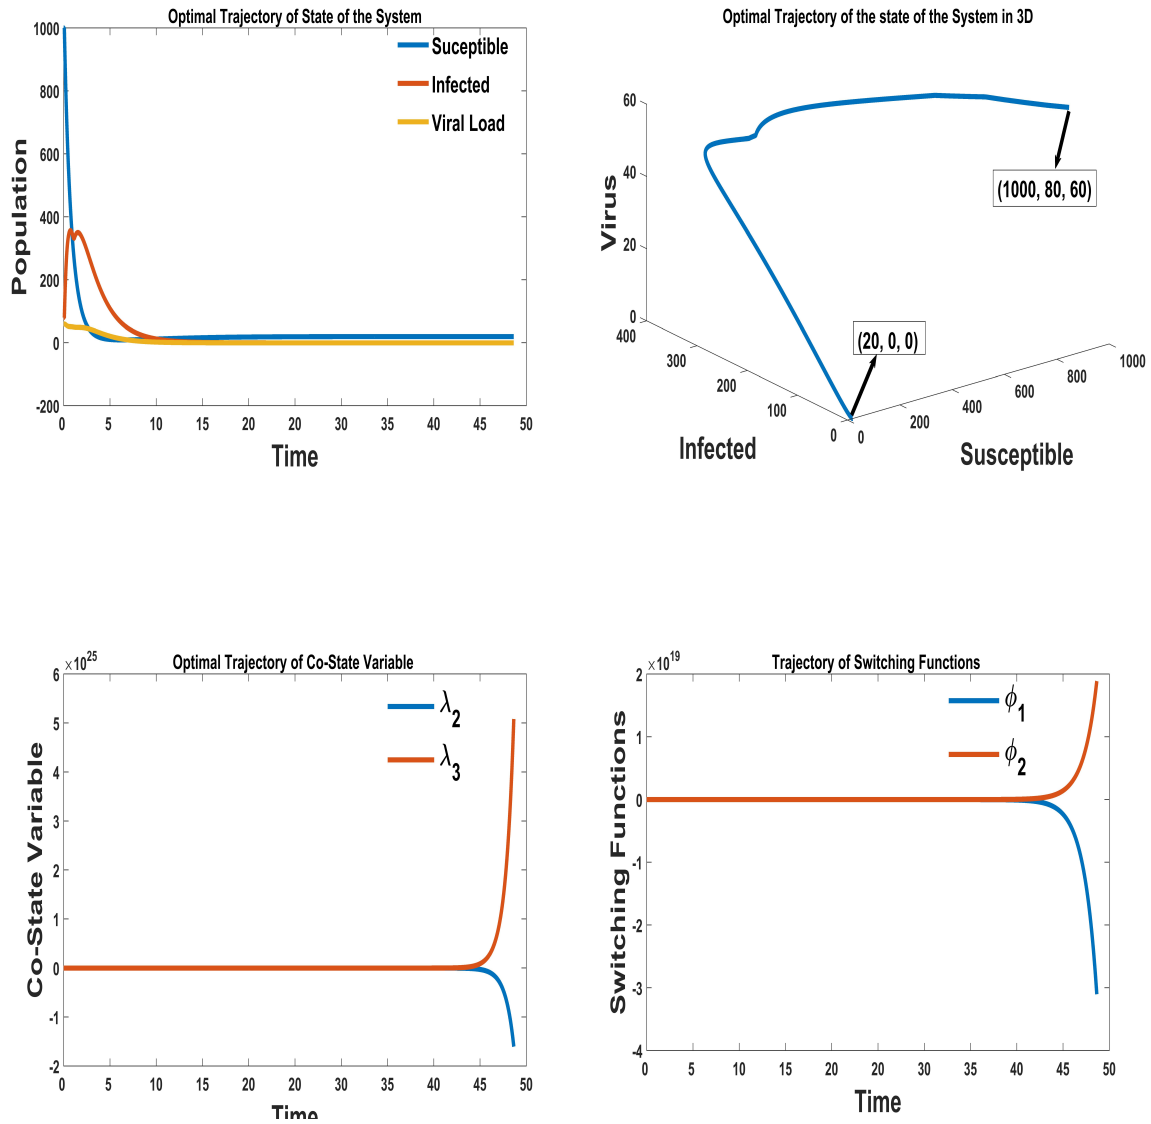 Optimal Trajectory of State of the System
1000
800
600
400
200
0
-200
Population
Suceptible
Infected
Viral Load
0 5 10 15 20 20 30 35 40 45 50
Time
Optimal Trajectory of the state of the System in 3D
60
40
20
0
Virus
400
300
200
100
0
Infected
0
200
400
600
800
1000
Susceptible
(1000, 80, 60)
(20, 0, 0)
Optimal Trajectory of Co-State Variable
×10^25
6
5
4
3
2
1
0
-1
-2
Co-State Variable
λ2
λ3
0 5 10 15 20 20 30 35 40 45 50
Time
Trajectory of Switching Functions
×10^19
2
1
0
-1
-2
-3
-4
Switching Functions
ϕ1
ϕ2
0 5 10 15 20 20 30 35 40 45 50
Time